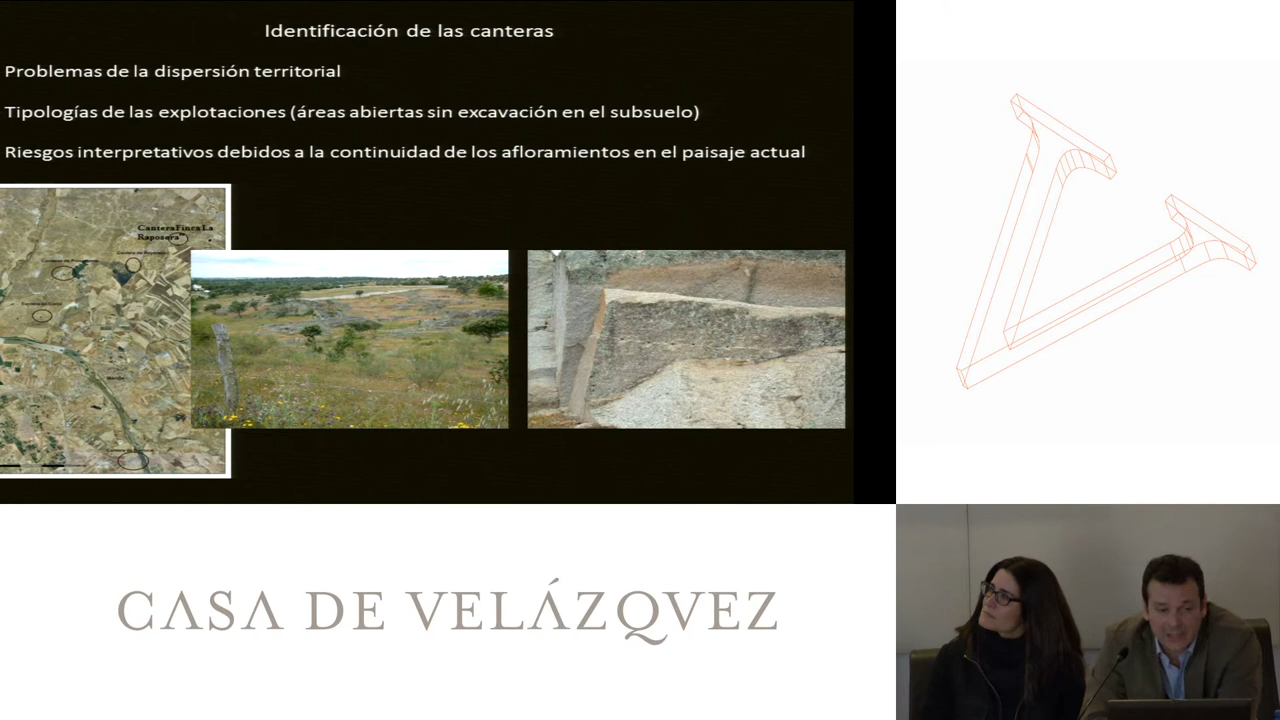 Identificación de las canteras
Problemas de la dispersión territorial
Tipologías de las explotaciones (áreas abiertas sin excavación en el subsuelo)
Riesgos interpretativos debidos a la continuidad de los afloramientos en el paisaje actual
Cantera Finca La
Raposera
CASA DE VELÁZQVEZ